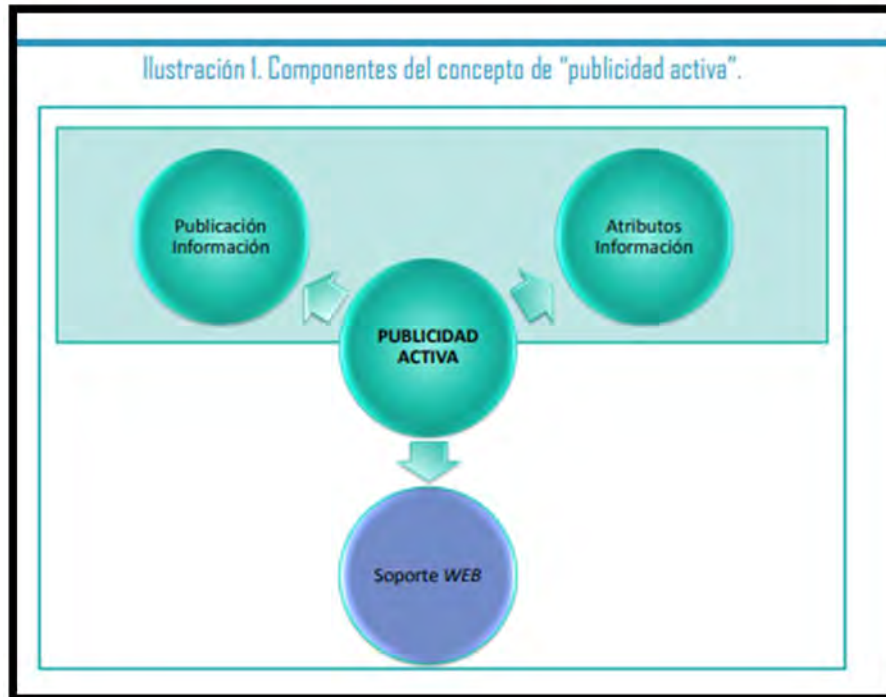 Ilustración 1. Componentes del concepto de "publicidad activa".
Publicación
Información
Atributos
Información
PUBLICIDAD
ACTIVA
Soporte WEB